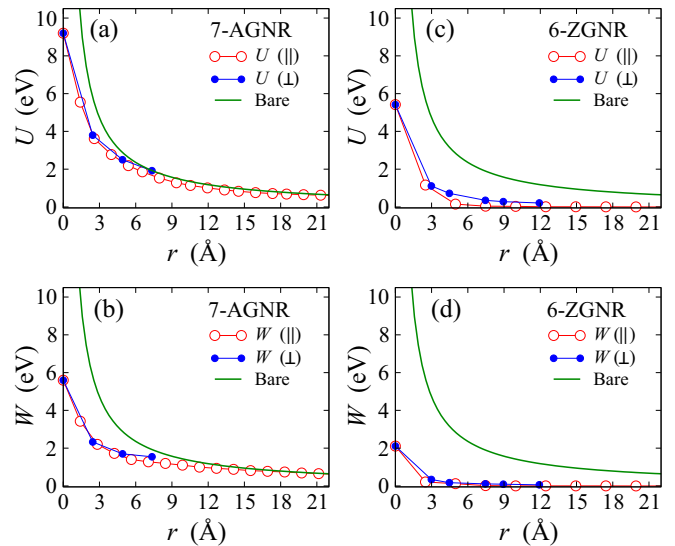 (a) 7-AGNR
U (||)
U (⊥)
Bare
U (eV)
10
8
6
4
2
0
0 3 6 9 12 15 18 21
r (Å)
(c) 6-ZGNR
U (||)
U (⊥)
Bare
U (eV)
10
8
6
4
2
0
0 3 6 9 12 15 18 21
r (Å)
(b) 7-AGNR
W (||)
W (⊥)
Bare
W (eV)
10
8
6
4
2
0
0 3 6 9 12 15 18 21
r (Å)
(d) 6-ZGNR
W (||)
W (⊥)
Bare
W (eV)
10
8
6
4
2
0
0 3 6 9 12 15 18 21
r (Å)